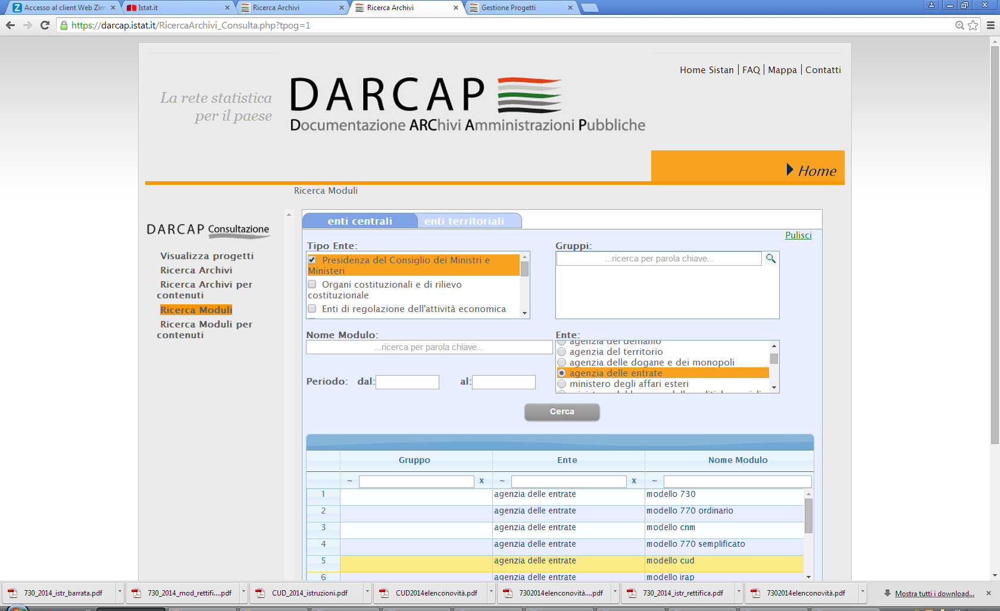 Accesso al client Web Zim
Istat.it
Ricerca Archivi
Ricerca Archivi
Gestione Progetti
https://darcap.istat.it/RicercaArchivi_Consulta.php?tpog=1
Home Sistan | FAQ | Mappa | Contatti
La rete statistica
per il paese
DARCAP
Documentazione ARChivi Amministrazioni Pubbliche
Home
Ricerca Moduli
DARCAP Consultazione
Visualizza progetti
Ricerca Archivi
Ricerca Archivi per
contenuti
Ricerca Moduli
Ricerca Moduli per
contenuti
enti centrali
enti territoriali
Pulisci
Tipo Ente:
Presidenza del Consiglio dei Ministri e
Ministeri
Organi costituzionali e di rilievo
costituzionale
Enti di regolazione dell'attività economica
Gruppi:
...ricerca per parola chiave...
Nome Modulo:
...ricerca per parola chiave...
Ente:
agenzia del demanio
agenzia del territorio
agenzia delle dogane e dei monopoli
agenzia delle entrate
ministero degli affari esteri
Periodo: dal: al:
Cerca
Gruppo Ente Nome Modulo
~ x ~ x ~
1 agenzia delle entrate modello 730
2 agenzia delle entrate modello 770 ordinario
3 agenzia delle entrate modello cnm
4 agenzia delle entrate modello 770 semplificato
5 agenzia delle entrate modello cud
6 agenzia delle entrate modello irap
730_2014_istr_barrata.pdf
730_2014_mod_rettifi....pdf
CUD_2014_istruzioni.pdf
CUD2014elenconovità.pdf
7302014elenconovità....pdf
730_2014_istr_rettifica.pdf
7302014elenconovità.pdf
Mostra tutti i download...